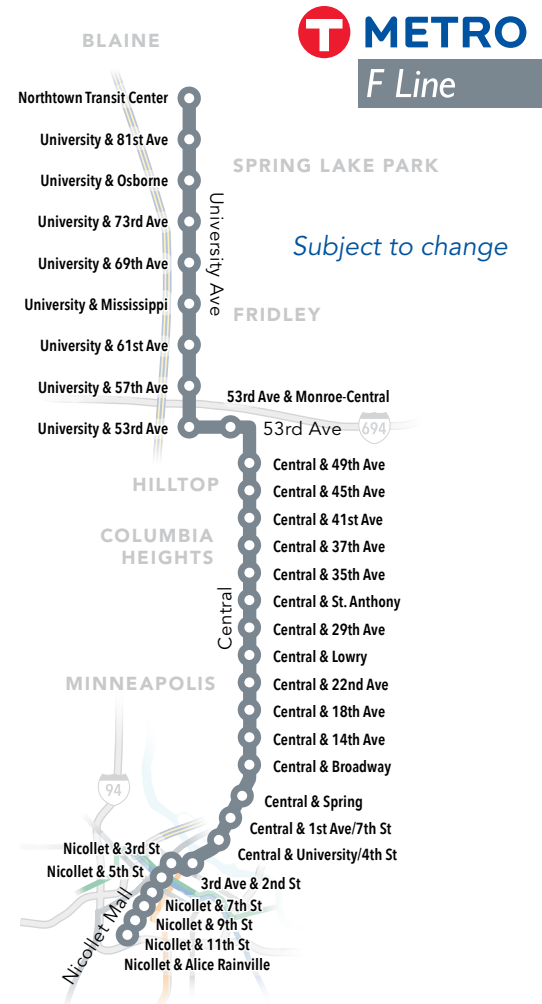 BLAINE
T METRO
F Line
Northtown Transit Center
University & 81st Ave
SPRING LAKE PARK
University & Osborne
University Ave
University & 73rd Ave
Subject to change
University & 69th Ave
University & Mississippi
FRIDLEY
University & 61st Ave
University & 57th Ave
53rd Ave & Monroe-Central
University & 53rd Ave
53rd Ave
694
Central & 49th Ave
HILLTOP
Central & 45th Ave
Central & 41st Ave
COLUMBIA
HEIGHTS
Central & 37th Ave
Central & 35th Ave
Central
Central & St. Anthony
Central & 29th Ave
Central & Lowry
MINNEAPOLIS
Central & 22nd Ave
Central & 18th Ave
Central & 14th Ave
Central & Broadway
94
Central & Spring
Central & 1st Ave/7th St
Central & University/4th St
Nicollet & 3rd St
Nicollet & 5th St
3rd Ave & 2nd St
Nicollet Mall
Nicollet & 7th St
Nicollet & 9th St
Nicollet & 11th St
Nicollet & Alice Rainville